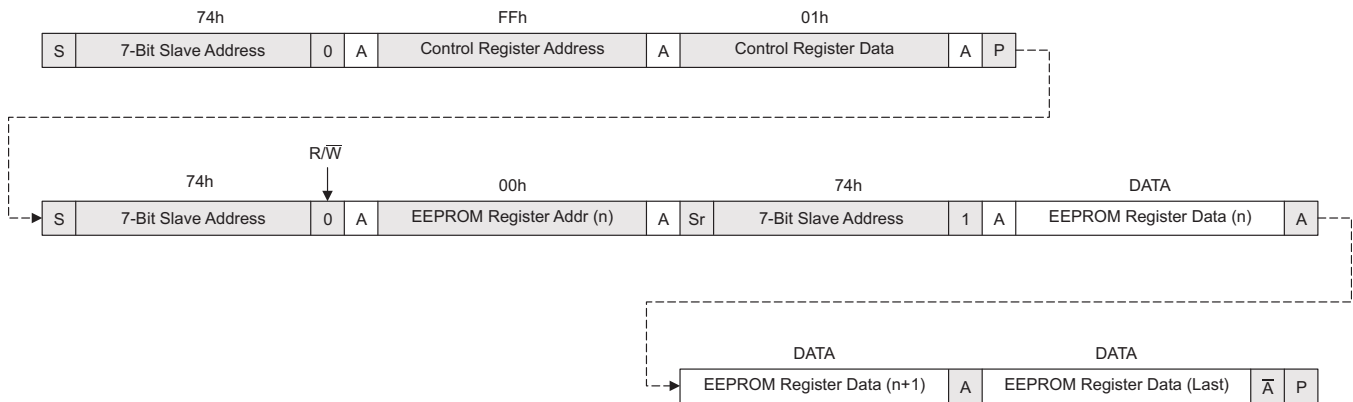 74h FFh 01h
S 7-Bit Slave Address 0 A Control Register Address A Control Register Data A P
R/W̅
74h 00h 74h DATA
S 7-Bit Slave Address 0 A EEPROM Register Addr (n) A Sr 7-Bit Slave Address 1 A EEPROM Register Data (n) A
DATA DATA
EEPROM Register Data (n+1) A EEPROM Register Data (Last) A̅ P